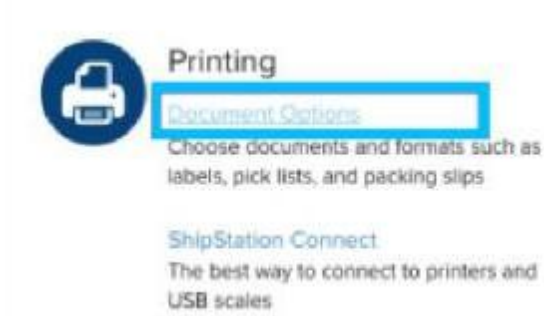 Printing
Document Options
Choose documents and formats such as
labels, pick lists, and packing slips
ShipStation Connect
The best way to connect to printers and
USB scales